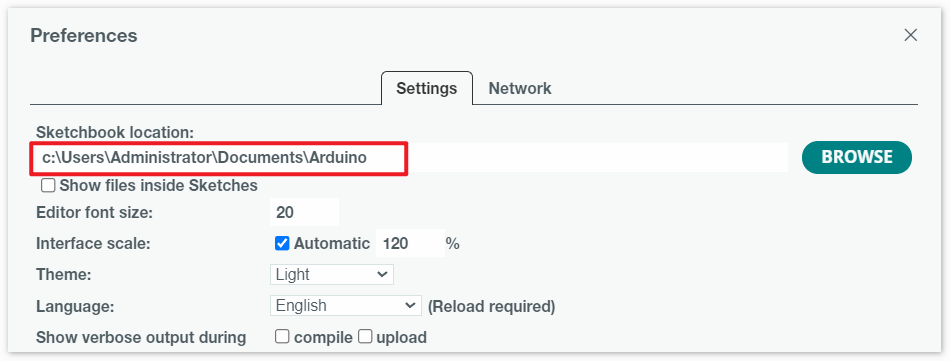 Preferences
Settings Network
Sketchbook location:
c:\Users\Administrator\Documents\Arduino
BROWSE
Show files inside Sketches
Editor font size: 20
Interface scale: Automatic 120 %
Theme: Light
Language: English (Reload required)
Show verbose output during compile upload